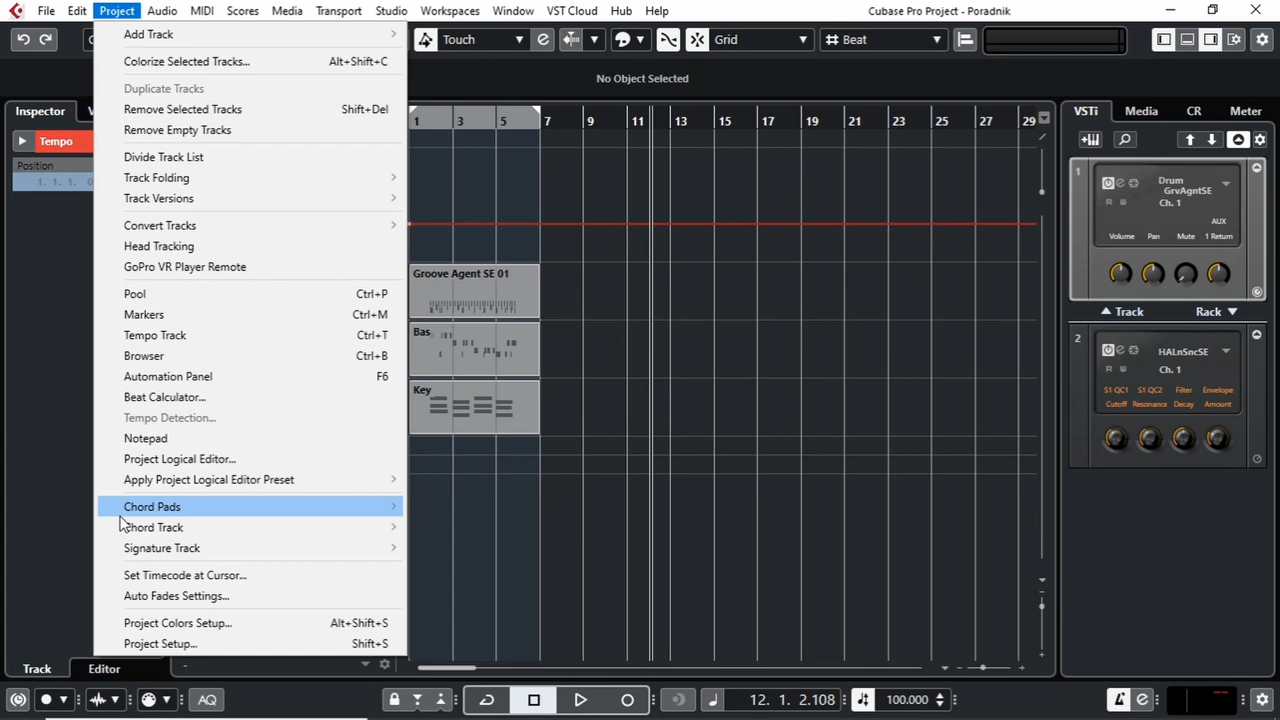 File Edit Project Audio MIDI Scores Media Transport Studio Workspaces Window VST Cloud Hub Help Cubase Pro Project - Poradnik
Touch Grid Beat
No Object Selected
Inspector
Tempo
Position
1. 1. 1.
Add Track
Colorize Selected Tracks... Alt+Shift+C
Duplicate Tracks
Remove Selected Tracks Shift+Del
Remove Empty Tracks
Divide Track List
Track Folding
Track Versions
Convert Tracks
Head Tracking
GoPro VR Player Remote
Pool Ctrl+P
Markers Ctrl+M
Tempo Track Ctrl+T
Browser Ctrl+B
Automation Panel F6
Beat Calculator...
Tempo Detection...
Notepad
Project Logical Editor...
Apply Project Logical Editor Preset
Chord Pads
Chord Track
Signature Track
Set Timecode at Cursor...
Auto Fades Settings...
Project Colors Setup... Alt+Shift+S
Project Setup... Shift+S
1 3 5 7 9 11 13 15 17 19 21 23 25 27 29
Groove Agent SE 01
Bas
Key
VSTi Media CR Meter
1
Drum
GrvAgntSE
R Ch. 1
AUX
Volume Pan Mute 1 Return
Track Rack
2
HALnSncSE
R Ch. 1
S1 QC1 S1 QC2 Filter Envelope
Cutoff Resonance Decay Amount
Track Editor
AQ 12. 1. 2.108 100.000